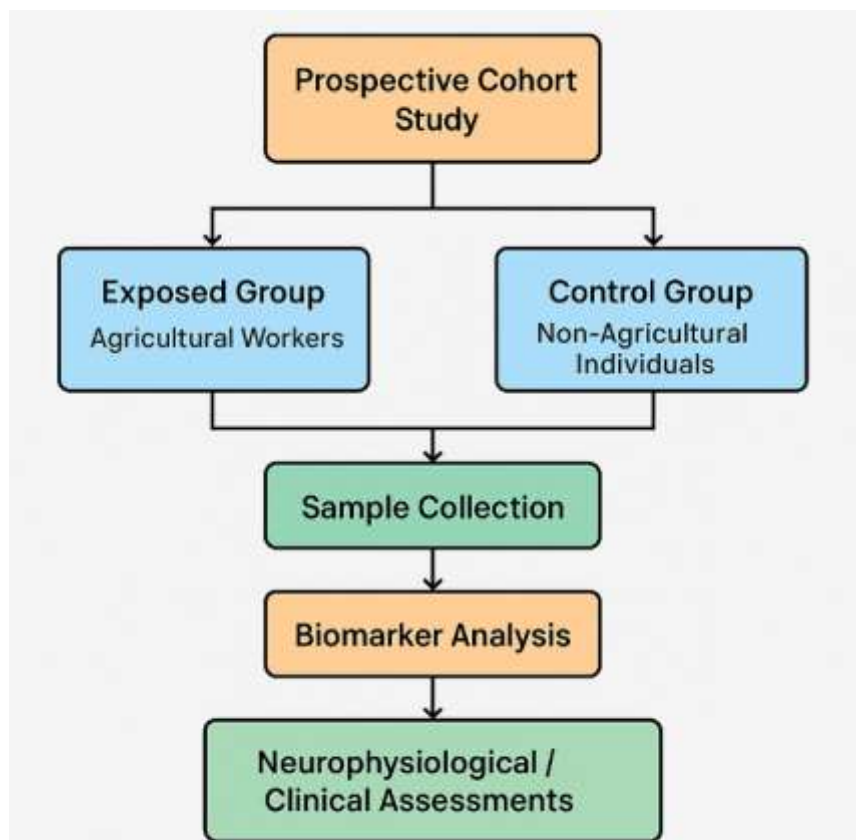 Prospective Cohort
Study
Exposed Group
Agricultural Workers
Control Group
Non-Agricultural
Individuals
Sample Collection
Biomarker Analysis
Neurophysiological /
Clinical Assessments